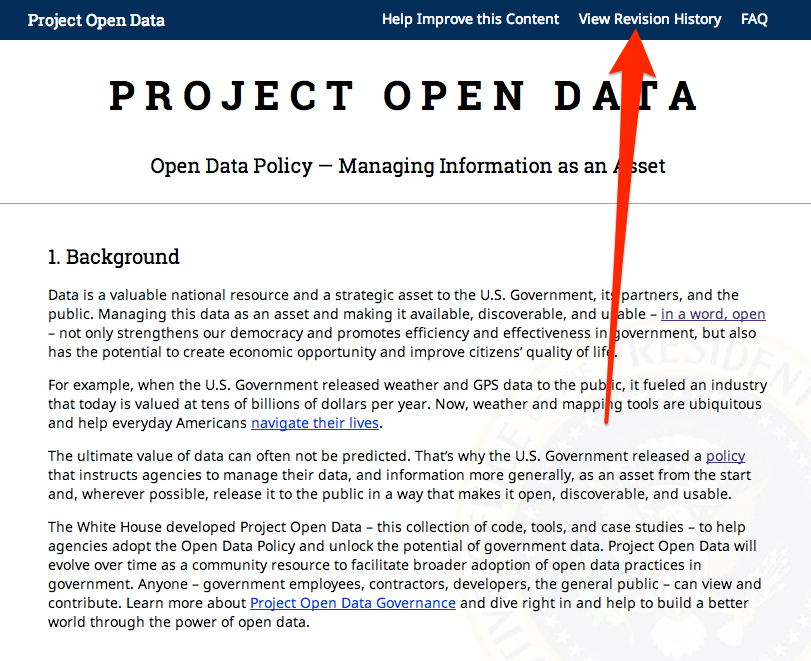 Project Open Data Help Improve this Content View Revision History FAQ
PROJECT OPEN DATA
Open Data Policy — Managing Information as an Asset
1. Background
Data is a valuable national resource and a strategic asset to the U.S. Government, its partners, and the
public. Managing this data as an asset and making it available, discoverable, and usable – in a word, open
– not only strengthens our democracy and promotes efficiency and effectiveness in government, but also
has the potential to create economic opportunity and improve citizens’ quality of life.
For example, when the U.S. Government released weather and GPS data to the public, it fueled an industry
that today is valued at tens of billions of dollars per year. Now, weather and mapping tools are ubiquitous
and help everyday Americans navigate their lives.
The ultimate value of data can often not be predicted. That’s why the U.S. Government released a policy
that instructs agencies to manage their data, and information more generally, as an asset from the start
and, wherever possible, release it to the public in a way that makes it open, discoverable, and usable.
The White House developed Project Open Data – this collection of code, tools, and case studies – to help
agencies adopt the Open Data Policy and unlock the potential of government data. Project Open Data will
evolve over time as a community resource to facilitate broader adoption of open data practices in
government. Anyone – government employees, contractors, developers, the general public – can view and
contribute. Learn more about Project Open Data Governance and dive right in and help to build a better
world through the power of open data.